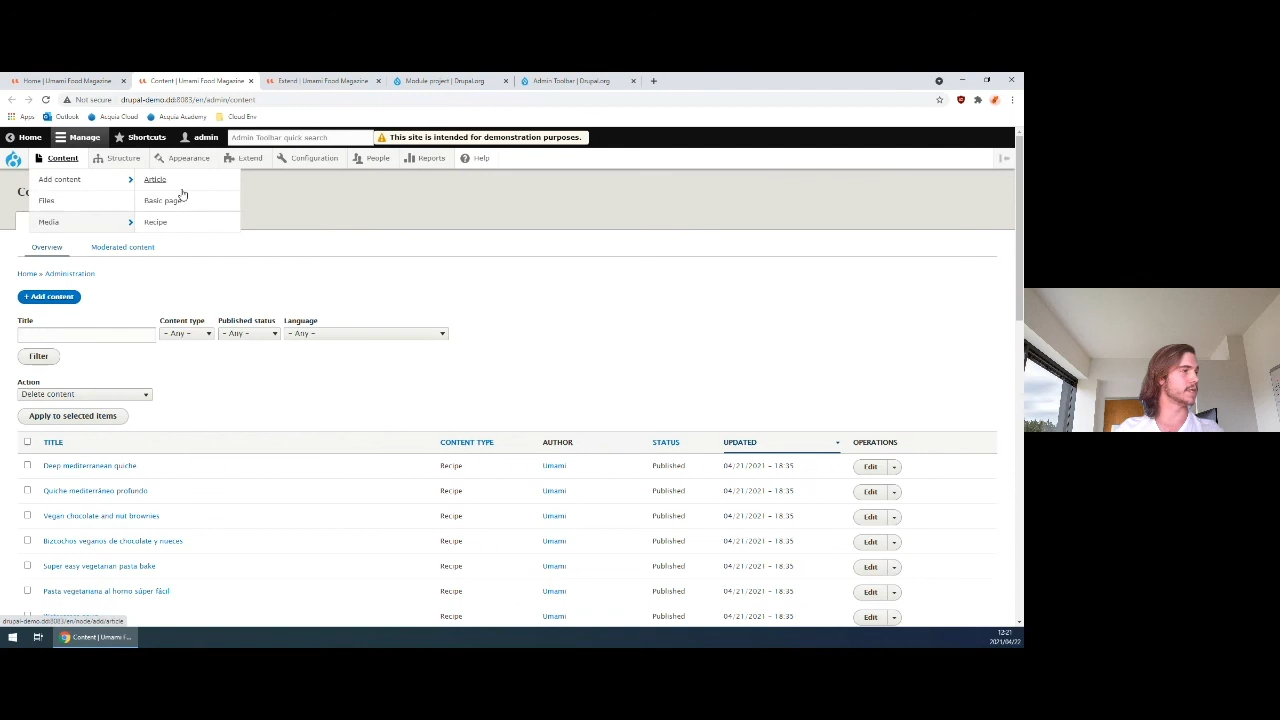 Home | Umami Food Magazine
Content | Umami Food Magazine
Extend | Umami Food Magazine
Module project | Drupal.org
Admin Toolbar | Drupal.org
Not secure
drupal-demo.dd:8083/en/admin/content
Apps
Outlook
Acquia Cloud
Acquia Academy
Cloud Env
Home
Manage
Shortcuts
admin
Admin Toolbar quick search
This site is intended for demonstration purposes.
Content
Structure
Appearance
Extend
Configuration
People
Reports
Help
Add content
Article
Files
Basic page
Media
Recipe
Overview
Moderated content
Home » Administration
+ Add content
Title
Content type
Published status
Language
- Any -
- Any -
- Any -
Filter
Action
Delete content
Apply to selected items
TITLE CONTENT TYPE AUTHOR STATUS UPDATED OPERATIONS
Deep mediterranean quiche Recipe Umami Published 04/21/2021 - 18:35 Edit
Quiche mediterráneo profundo Recipe Umami Published 04/21/2021 - 18:35 Edit
Vegan chocolate and nut brownies Recipe Umami Published 04/21/2021 - 18:35 Edit
Bizcochos veganos de chocolate y nueces Recipe Umami Published 04/21/2021 - 18:35 Edit
Super easy vegetarian pasta bake Recipe Umami Published 04/21/2021 - 18:35 Edit
Pasta vegetariana al horno súper fácil Recipe Umami Published 04/21/2021 - 18:35 Edit
Recipe Umami Published 04/21/2021 - 18:35 Edit
drupal-demo.dd:8083/en/node/add/article
Content | Umami F...
12:21
2021/04/22